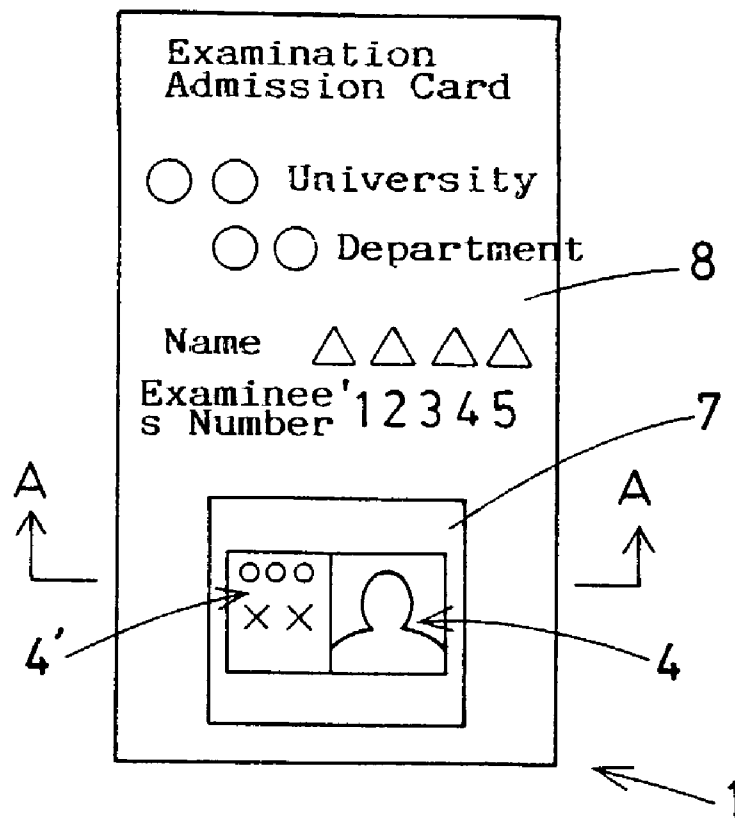 Examination
Admission Card
○○ University
○○ Department
8
Name △△△△
Examinee'
s Number 12345
7
A A
○○○
××
4' 4
1